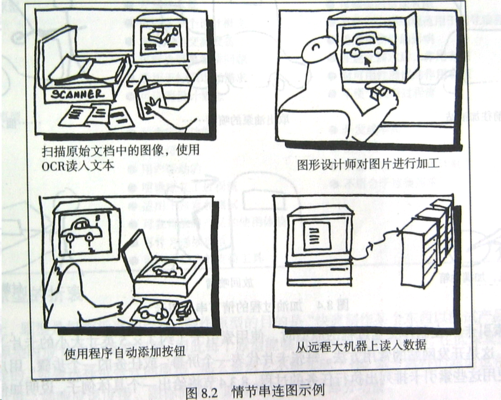 SCANNER
扫描原始文档中的图像，使用
OCR读入文本
图形设计师对图片进行加工
使用程序自动添加按钮
从远程大机器上读入数据
图 8.2 情节串连图示例